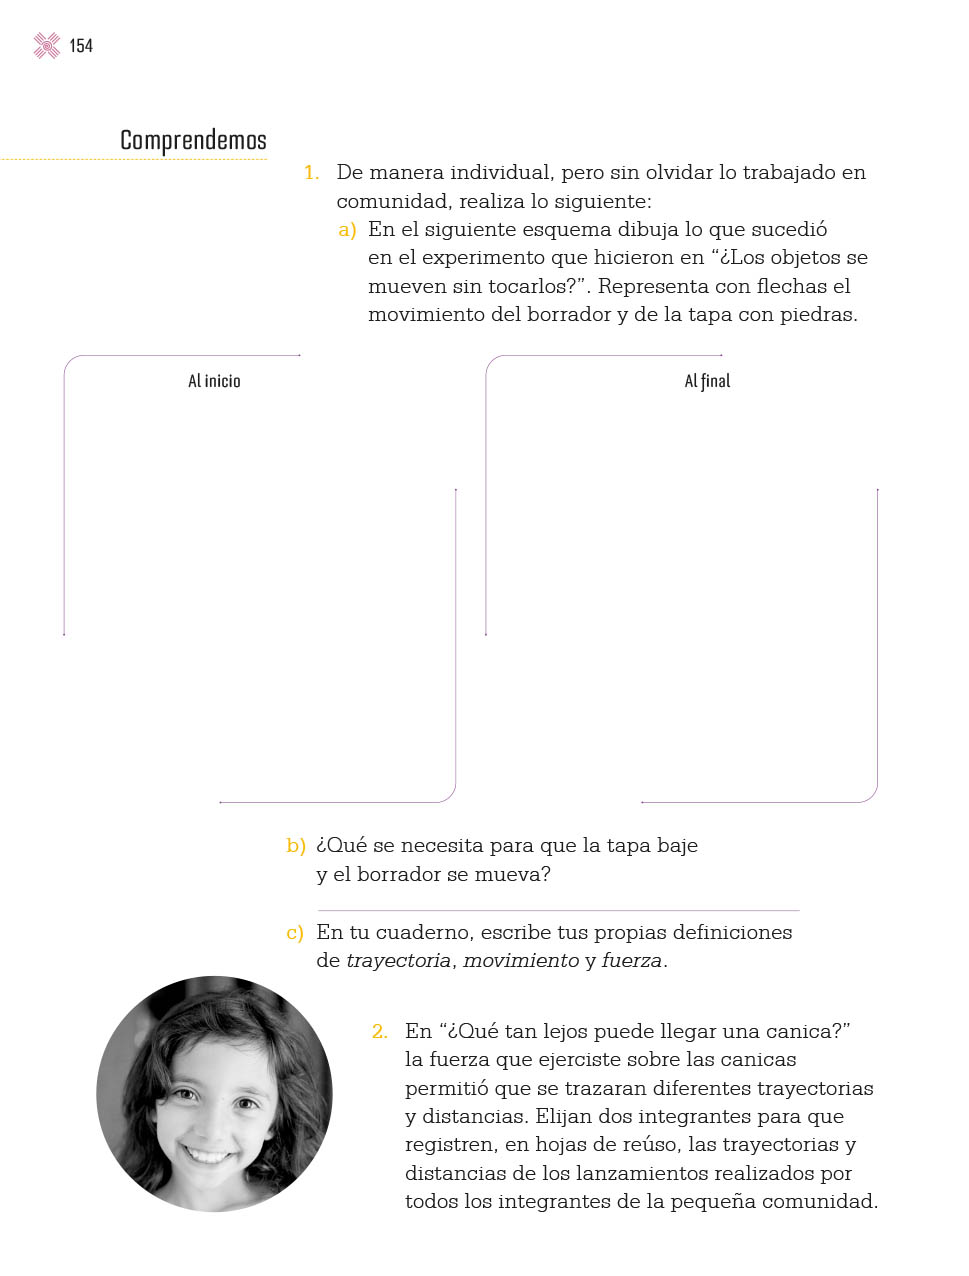 154
Comprendemos
1. De manera individual, pero sin olvidar lo trabajado en
comunidad, realiza lo siguiente:
a) En el siguiente esquema dibuja lo que sucedió
en el experimento que hicieron en “¿Los objetos se
mueven sin tocarlos?”. Representa con flechas el
movimiento del borrador y de la tapa con piedras.
Al inicio
Al final
b) ¿Qué se necesita para que la tapa baje
y el borrador se mueva?
c) En tu cuaderno, escribe tus propias definiciones
de trayectoria, movimiento y fuerza.
2. En “¿Qué tan lejos puede llegar una canica?”
la fuerza que ejerciste sobre las canicas
permitió que se trazaran diferentes trayectorias
y distancias. Elijan dos integrantes para que
registren, en hojas de reúso, las trayectorias y
distancias de los lanzamientos realizados por
todos los integrantes de la pequeña comunidad.